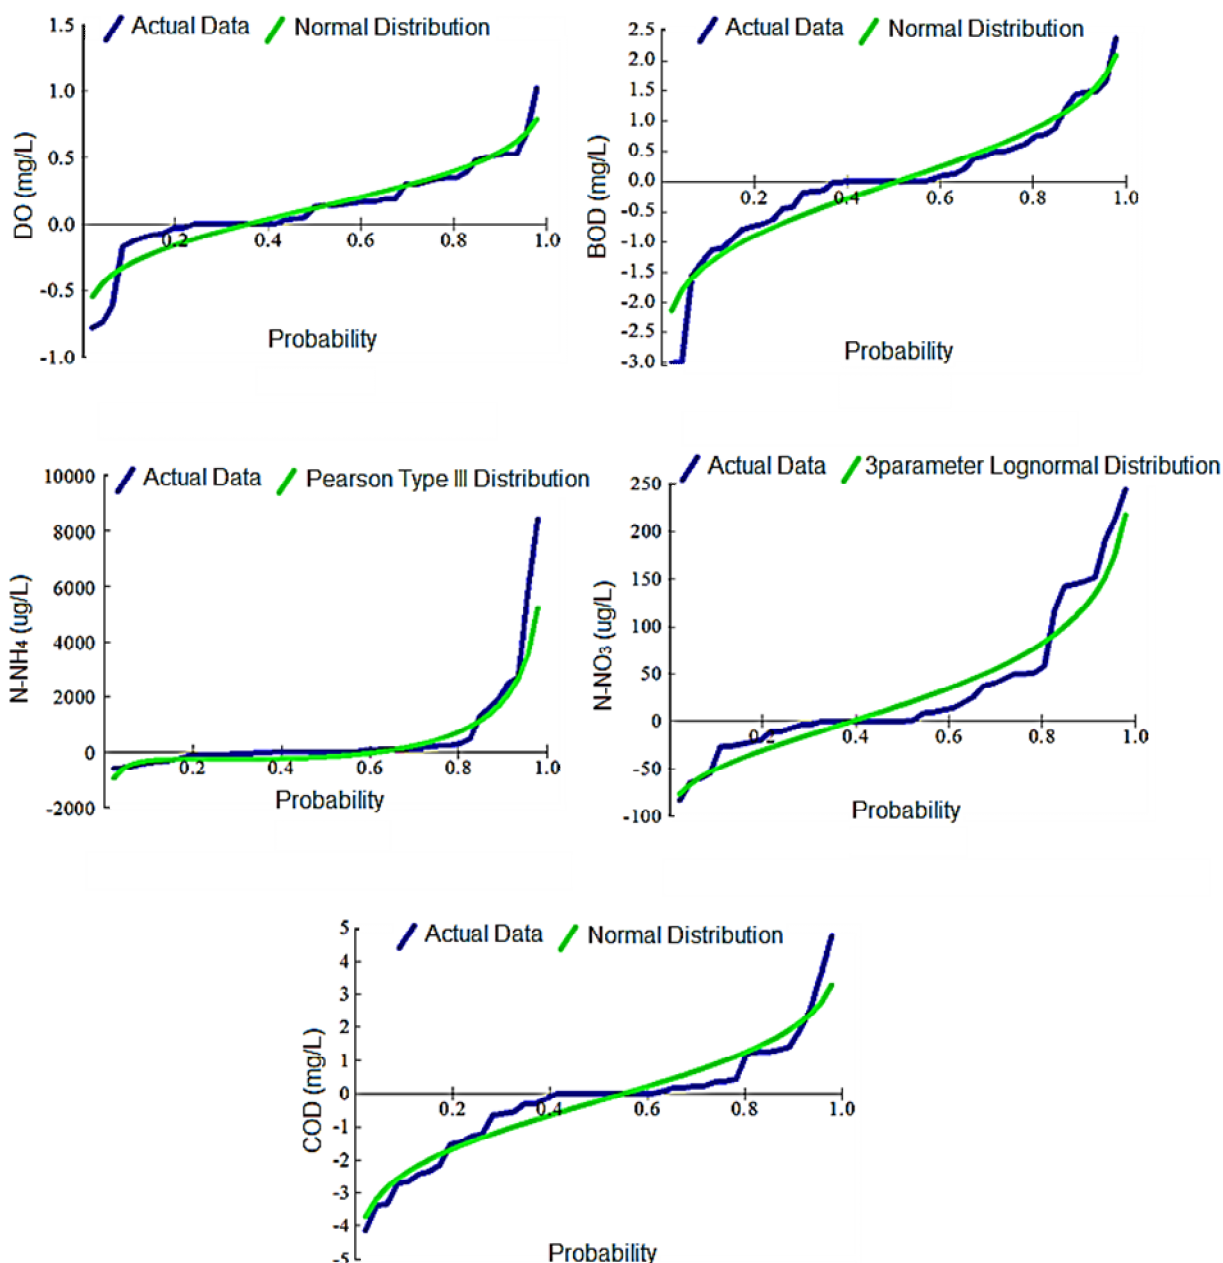 Actual Data Normal Distribution
1.5
1.0
0.5
0.0
-0.5
-1.0
DO (mg/L)
0.2 0.4 0.6 0.8 1.0
Probability
Actual Data Normal Distribution
2.5
2.0
1.5
1.0
0.5
0.0
-0.5
-1.0
-1.5
-2.0
-2.5
-3.0
BOD (mg/L)
0.2 0.4 0.6 0.8 1.0
Probability
Actual Data Pearson Type III Distribution
10000
8000
6000
4000
2000
0
-2000
N-NH4 (ug/L)
0.2 0.4 0.6 0.8 1.0
Probability
Actual Data 3parameter Lognormal Distribution
250
200
150
100
50
0
-50
-100
N-NO3 (ug/L)
0.2 0.4 0.6 0.8 1.0
Probability
Actual Data Normal Distribution
5
4
3
2
1
0
-1
-2
-3
-4
-5
COD (mg/L)
0.2 0.4 0.6 0.8 1.0
Probability